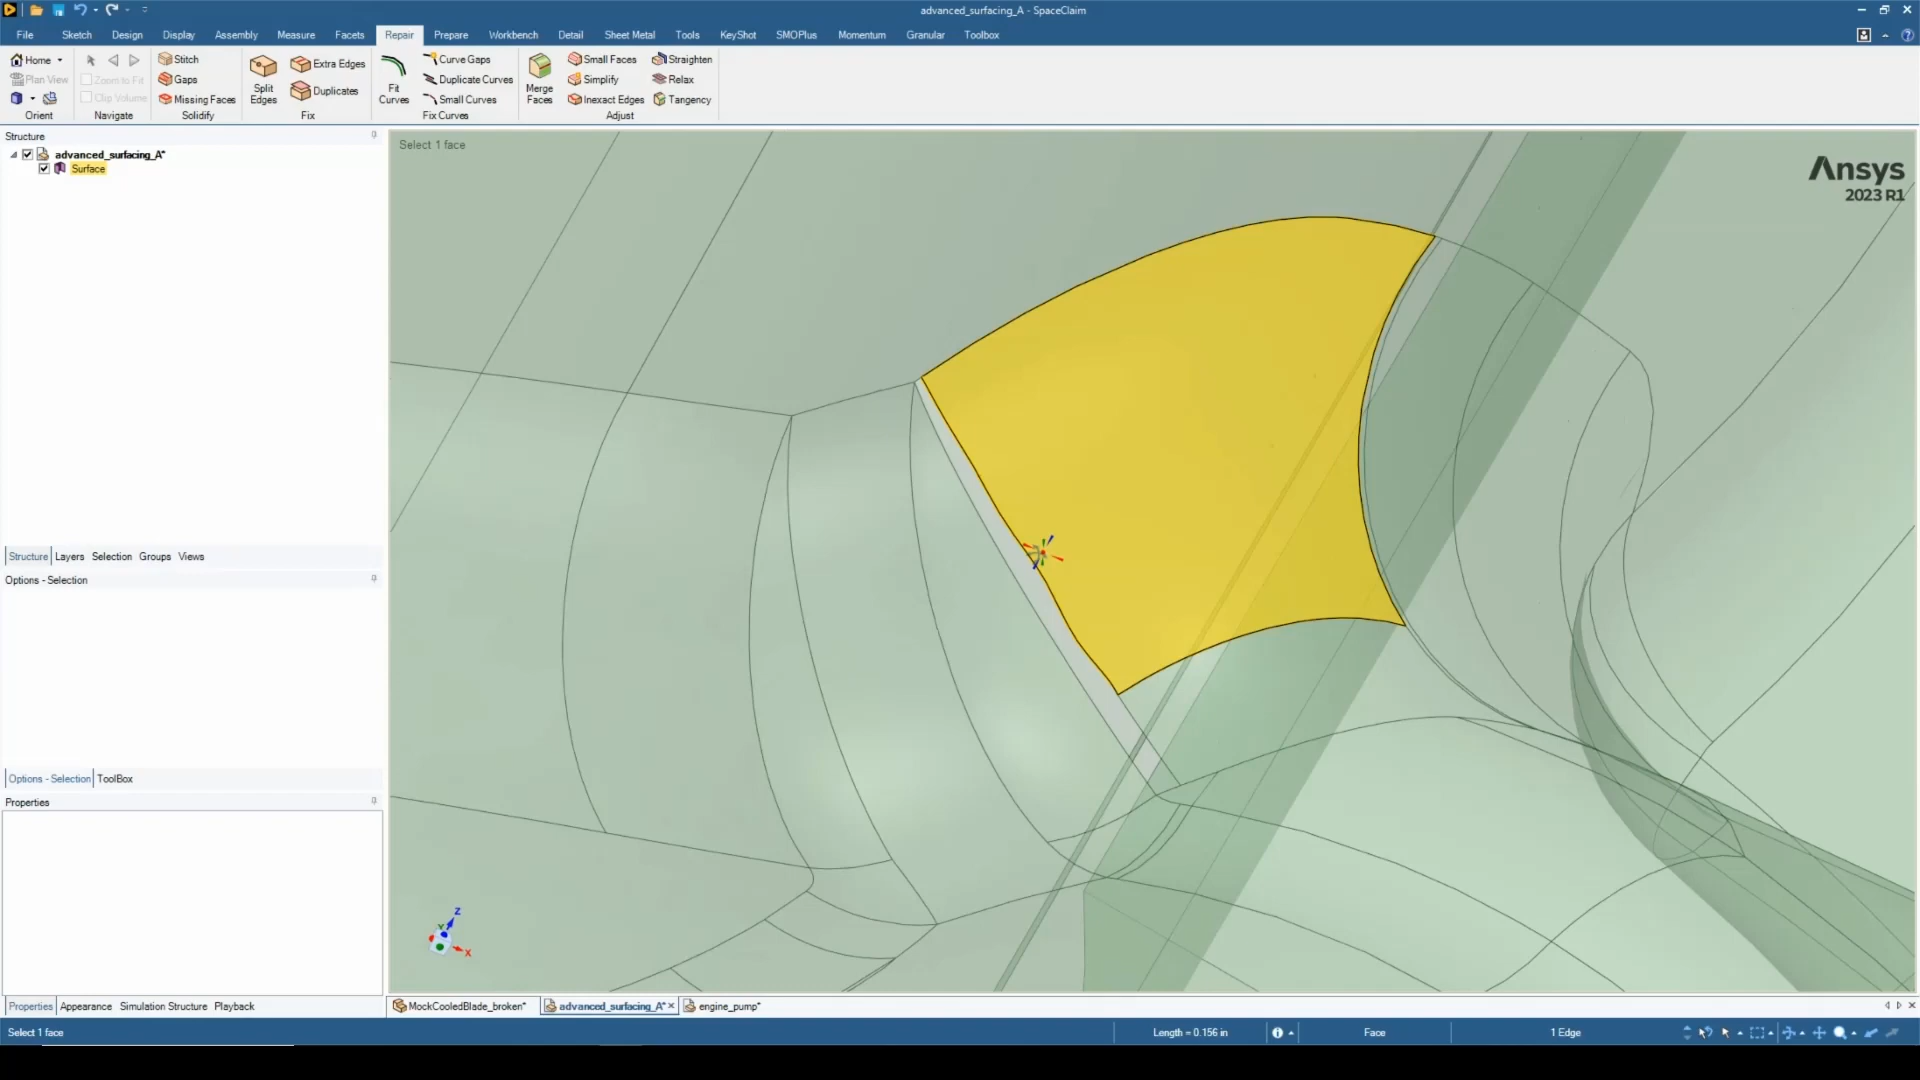 advanced_surfacing_A - SpaceClaim
File Sketch Design Display Assembly Measure Facets Repair Prepare Workbench Detail Sheet Metal Tools KeyShot SMOPlus Momentum Granular Toolbox
Home
Plan View
Orient
Zoom to Fit
Clip Volume
Navigate
Stitch
Gaps
Missing Faces
Solidify
Split Edges
Extra Edges
Duplicates
Fix
Fit Curves
Curve Gaps
Duplicate Curves
Small Curves
Fix Curves
Merge Faces
Small Faces
Simplify
Inexact Edges
Straighten
Relax
Tangency
Adjust
Structure
advanced_surfacing_A*
Surface
Select 1 face
Ansys
2023 R1
Structure Layers Selection Groups Views
Options - Selection
Options - Selection ToolBox
Properties
Z
Y
X
Properties Appearance Simulation Structure Playback
MockCooledBlade_broken* advanced_surfacing_A* engine_pump*
Select 1 face Length = 0.156 in Face 1 Edge